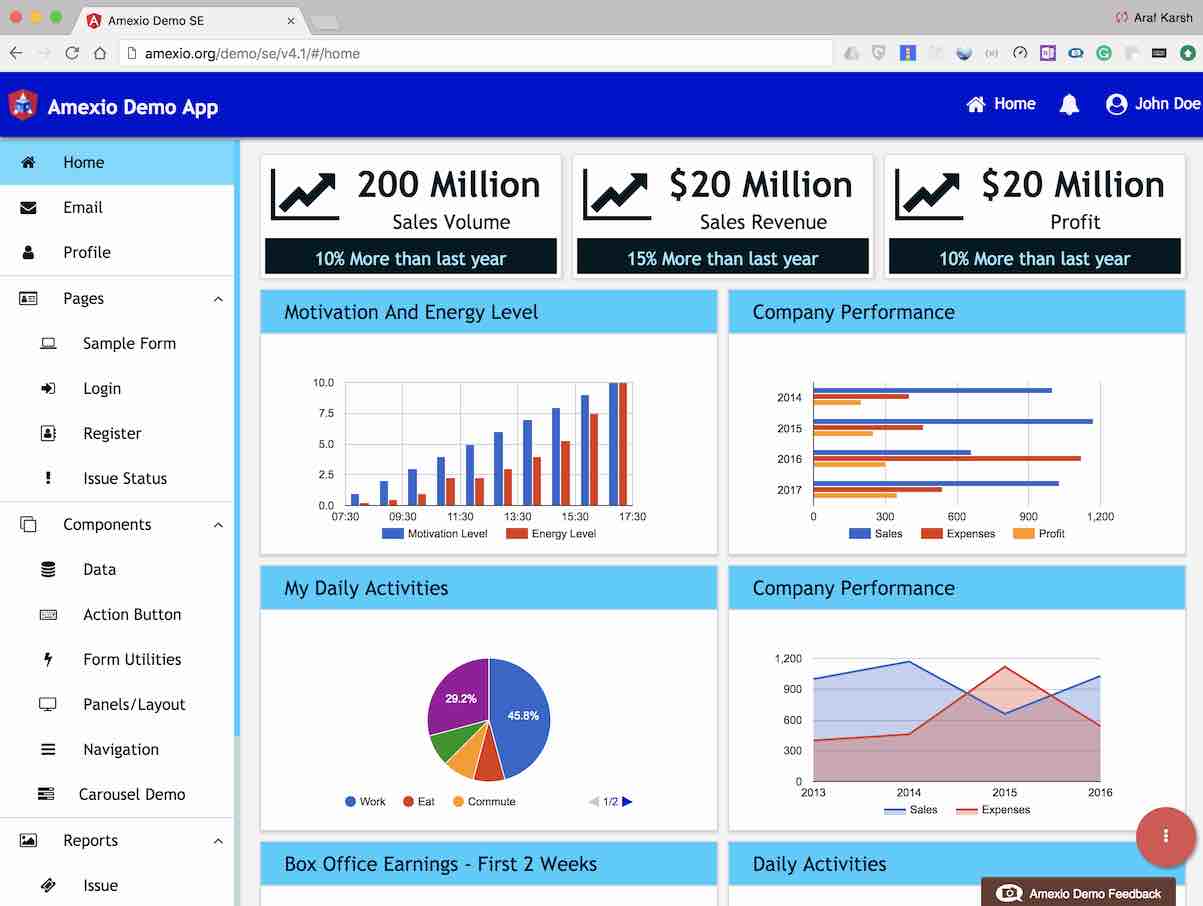 Amexio Demo SE
Araf Karsh
amexio.org/demo/se/v4.1/#/home
Amexio Demo App
Home
John Doe
Home
Email
Profile
Pages
Sample Form
Login
Register
Issue Status
Components
Data
Action Button
Form Utilities
Panels/Layout
Navigation
Carousel Demo
Reports
Issue
200 Million
Sales Volume
10% More than last year
$20 Million
Sales Revenue
15% More than last year
$20 Million
Profit
10% More than last year
Motivation And Energy Level
10.0
7.5
5.0
2.5
0.0
07:30 09:30 11:30 13:30 15:30 17:30
Motivation Level Energy Level
Company Performance
2014
2015
2016
2017
0 300 600 900 1,200
Sales Expenses Profit
My Daily Activities
29.2%
45.8%
Work Eat Commute 1/2
Company Performance
1,200
900
600
300
0
2013 2014 2015 2016
Sales Expenses
Box Office Earnings - First 2 Weeks
Daily Activities
Amexio Demo Feedback